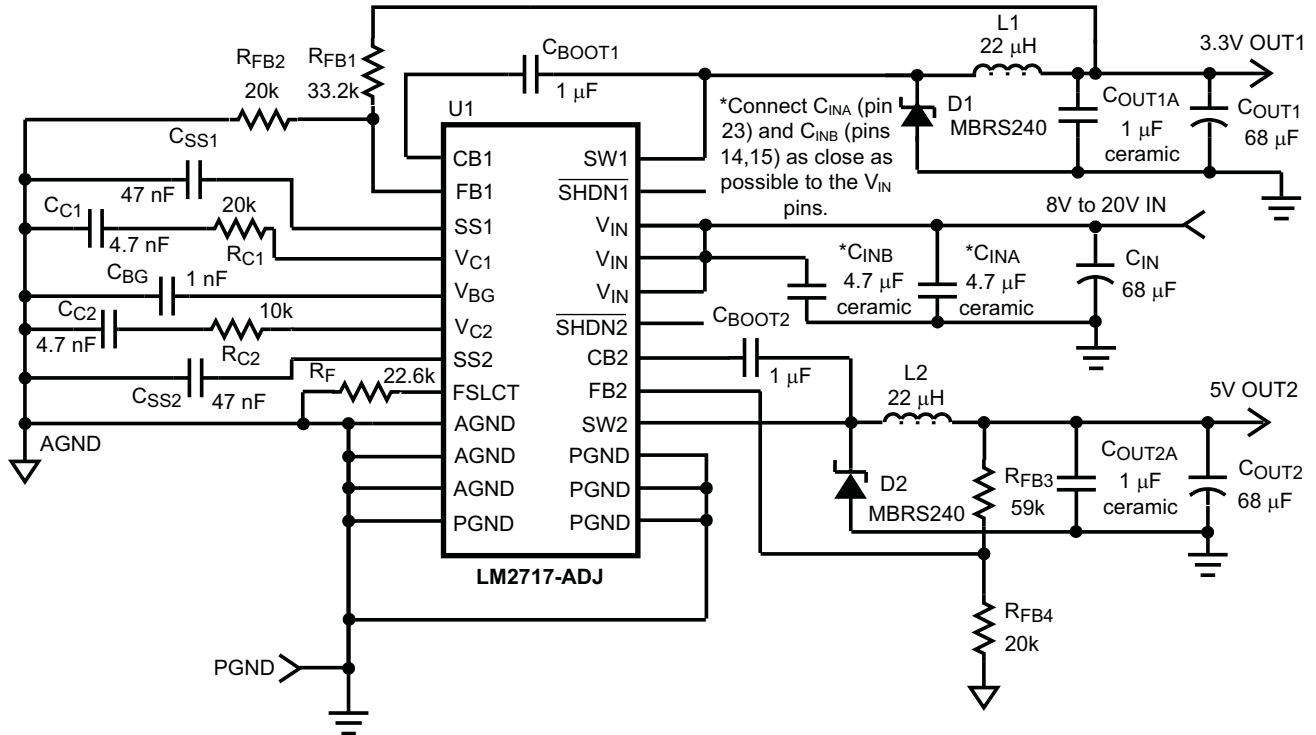 L1
22 μH
3.3V OUT1
RFB2
20k
RFB1
33.2k
CBOOT1
1 μF
U1
*Connect CINA (pin
23) and CINB (pins
14,15) as close as
possible to the VIN
pins.
D1
MBRS240
COUT1A
1 μF
ceramic
COUT1
68 μF
CSS1
47 nF
CC1
4.7 nF
20k
RC1
CBG
1 nF
CC2
4.7 nF
10k
RC2
CSS2
47 nF
RF
22.6k
AGND
CB1
FB1
SS1
VC1
VBG
VC2
SS2
FSLCT
AGND
AGND
AGND
PGND
SW1
SHDN1
VIN
VIN
VIN
SHDN2
CB2
FB2
SW2
PGND
PGND
PGND
LM2717-ADJ
8V to 20V IN
*CINB
4.7 μF
ceramic
*CINA
4.7 μF
ceramic
CIN
68 μF
CBOOT2
1 μF
L2
22 μH
5V OUT2
D2
MBRS240
RFB3
59k
COUT2A
1 μF
ceramic
COUT2
68 μF
RFB4
20k
PGND